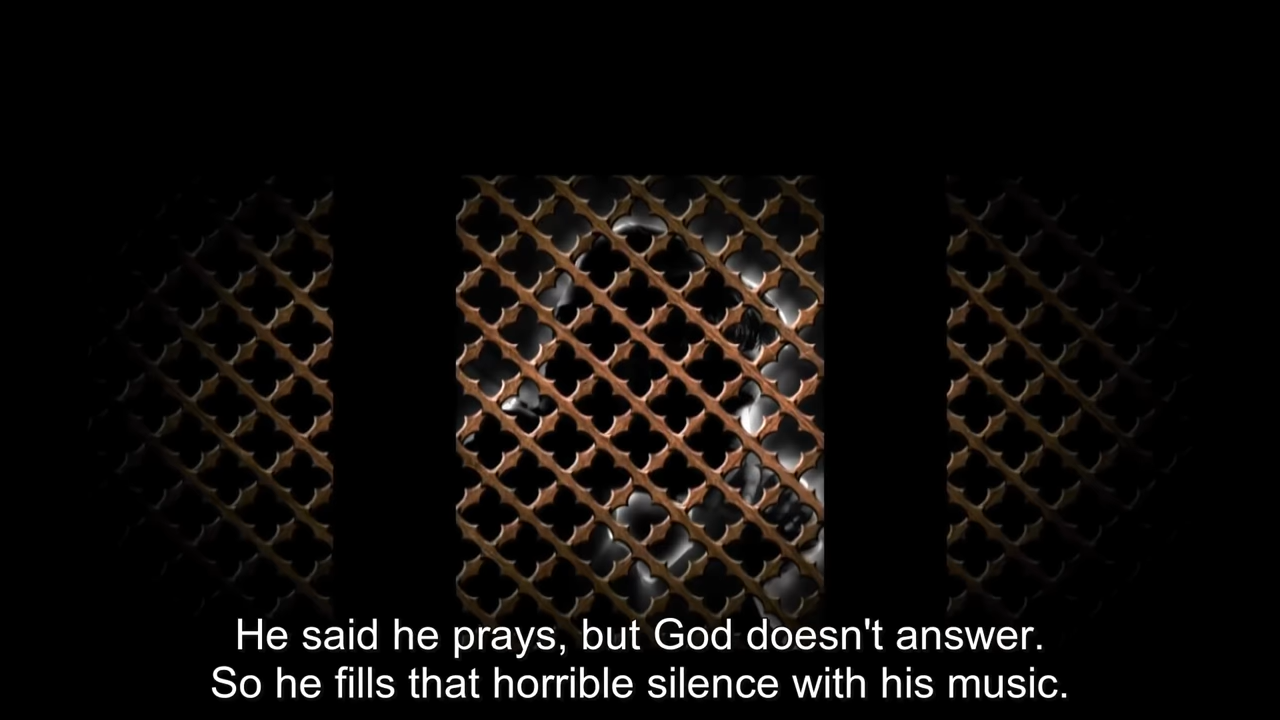 He said he prays, but God doesn't answer.
So he fills that horrible silence with his music.